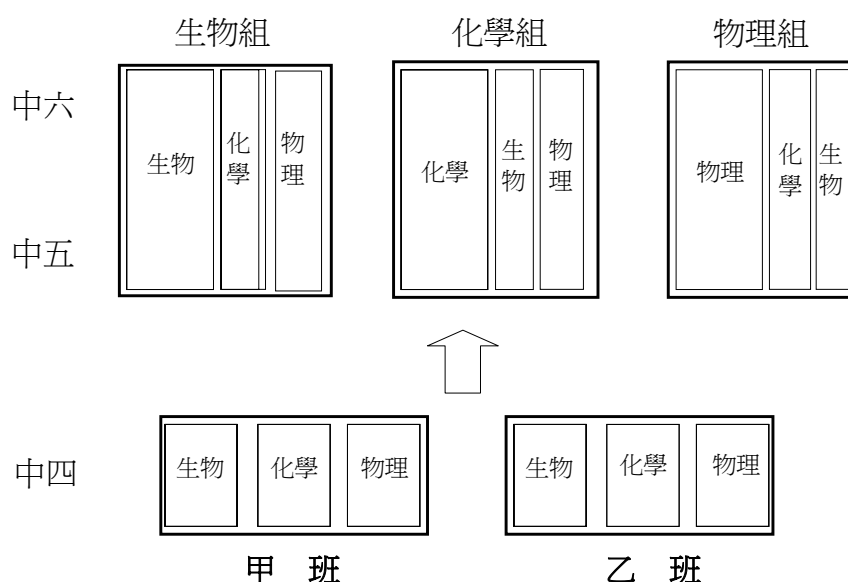 生物組 化學組 物理組
中六
生物 化學 物理 化學 生物 物理 物理 化學 生物
中五
中四
生物 化學 物理 生物 化學 物理
甲 班 乙 班